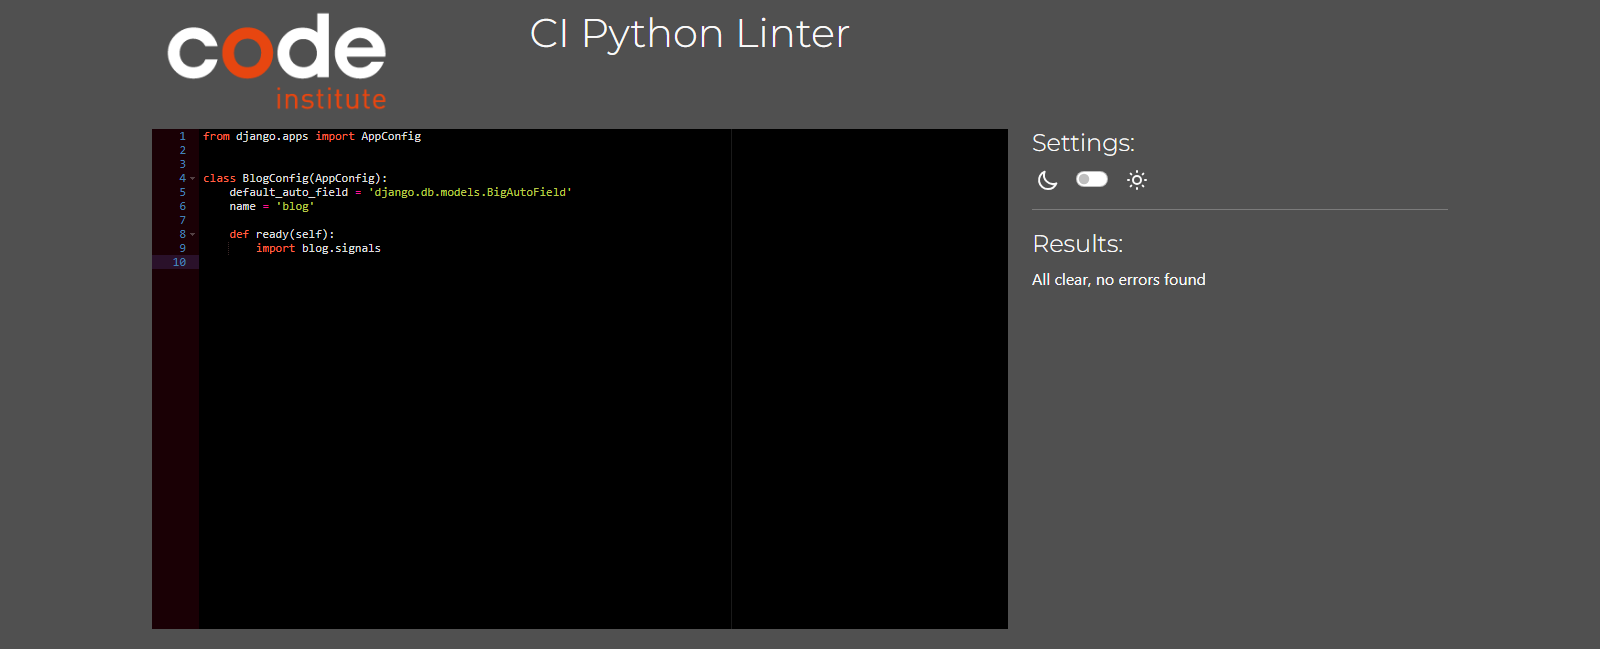 code
institute
CI Python Linter
1 from django.apps import AppConfig
2
3
4 class BlogConfig(AppConfig):
5     default_auto_field = 'django.db.models.BigAutoField'
6     name = 'blog'
7
8     def ready(self):
9         import blog.signals
10
Settings:
Results:
All clear, no errors found